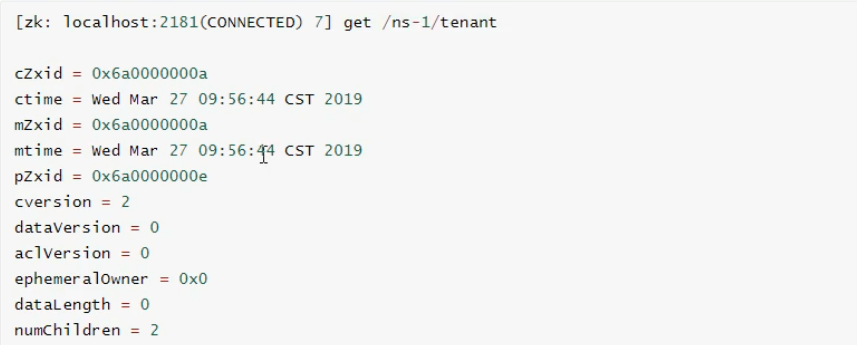 [zk: localhost:2181(CONNECTED) 7] get /ns-1/tenant
cZxid = 0x6a0000000a
ctime = Wed Mar 27 09:56:44 CST 2019
mZxid = 0x6a0000000a
mtime = Wed Mar 27 09:56:44 CST 2019
pZxid = 0x6a0000000e
cversion = 2
dataVersion = 0
aclVersion = 0
ephemeralOwner = 0x0
dataLength = 0
numChildren = 2